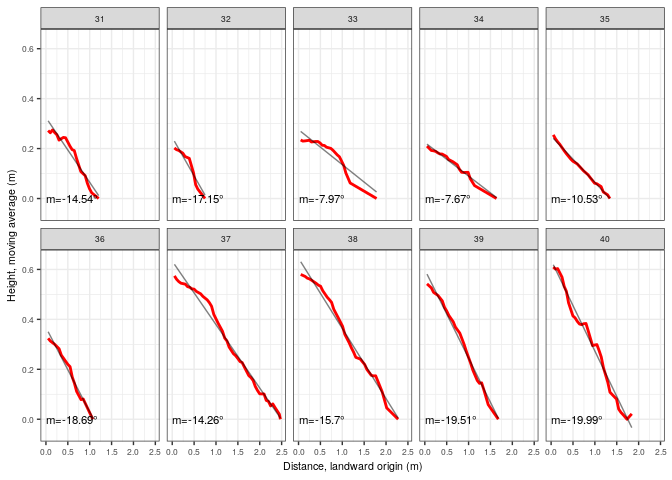 31 32 33 34 35
0.6
0.4
0.2
0.0
m=-14.54° m=-17.15° m=-7.97° m=-7.67° m=-10.53°
36 37 38 39 40
0.6
0.4
0.2
0.0
m=-18.69° m=-14.26° m=-15.7° m=-19.51° m=-19.99°
0.0 0.5 1.0 1.5 2.0 2.5 0.0 0.5 1.0 1.5 2.0 2.5 0.0 0.5 1.0 1.5 2.0 2.5 0.0 0.5 1.0 1.5 2.0 2.5 0.0 0.5 1.0 1.5 2.0 2.5
Distance, landward origin (m)
Height, moving average (m)